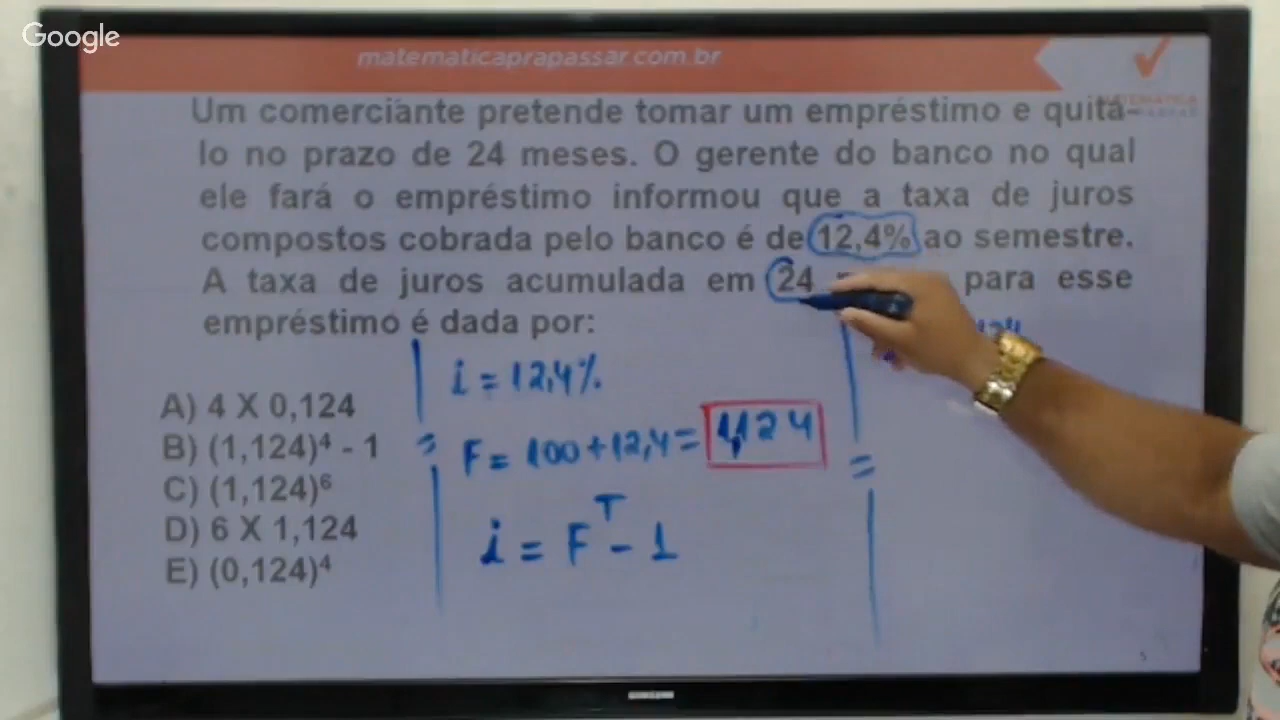 Google
matematicaprapassar.com.br
Um comerciante pretende tomar um empréstimo e quitá-
lo no prazo de 24 meses. O gerente do banco no qual
ele fará o empréstimo informou que a taxa de juros
compostos cobrada pelo banco é de 12,4% ao semestre.
A taxa de juros acumulada em 24 para esse
empréstimo é dada por:
A) 4 X 0,124
B) (1,124)⁴ - 1
C) (1,124)⁶
D) 6 X 1,124
E) (0,124)⁴
i = 12,4%
F = 100 + 12,4 = 1,124
i = F^T - 1
5